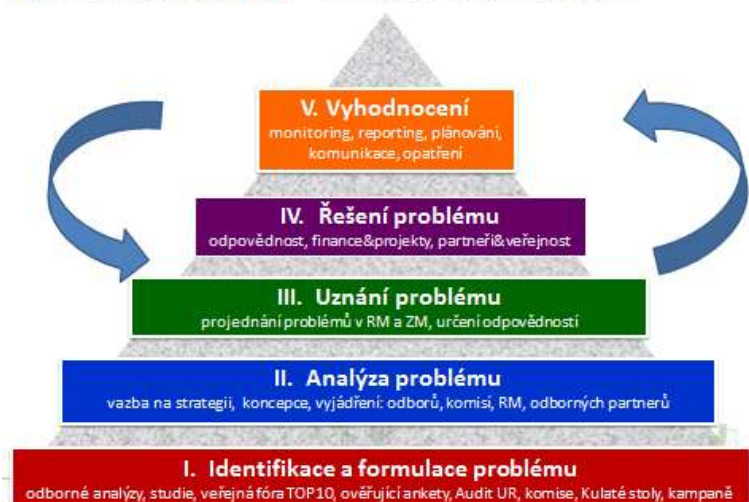 V. Vyhodnocení
monitoring, reporting, plánování,
komunikace, opatření
IV. Řešení problému
odpovědnost, finance&projekty, partneři&veřejnost
III. Uznání problému
projednání problémů v RM a ZM, určení odpovědností
II. Analýza problému
vazba na strategii, koncepce, vyjádření: odborů, komisí, RM, odborných partnerů
I. Identifikace a formulace problému
odborné analýzy, studie, veřejná fóra TOP10, ověřující ankety, Audit UR, komise, Kulaté stoly, kampaně